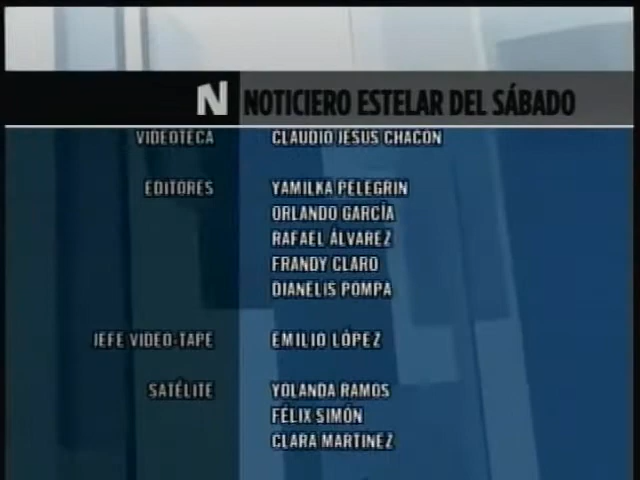 N NOTICIERO ESTELAR DEL SÁBADO
VIDEOTECA CLAUDIO JESUS CHACON
EDITORES YAMILKA PELEGRIN
ORLANDO GARCÍA
RAFAEL ÁLVAREZ
FRANDY CLARO
DIANELIS POMPA
JEFE VIDEO-TAPE EMILIO LÓPEZ
SATÉLITE YOLANDA RAMOS
FÉLIX SIMÓN
CLARA MARTÍNEZ